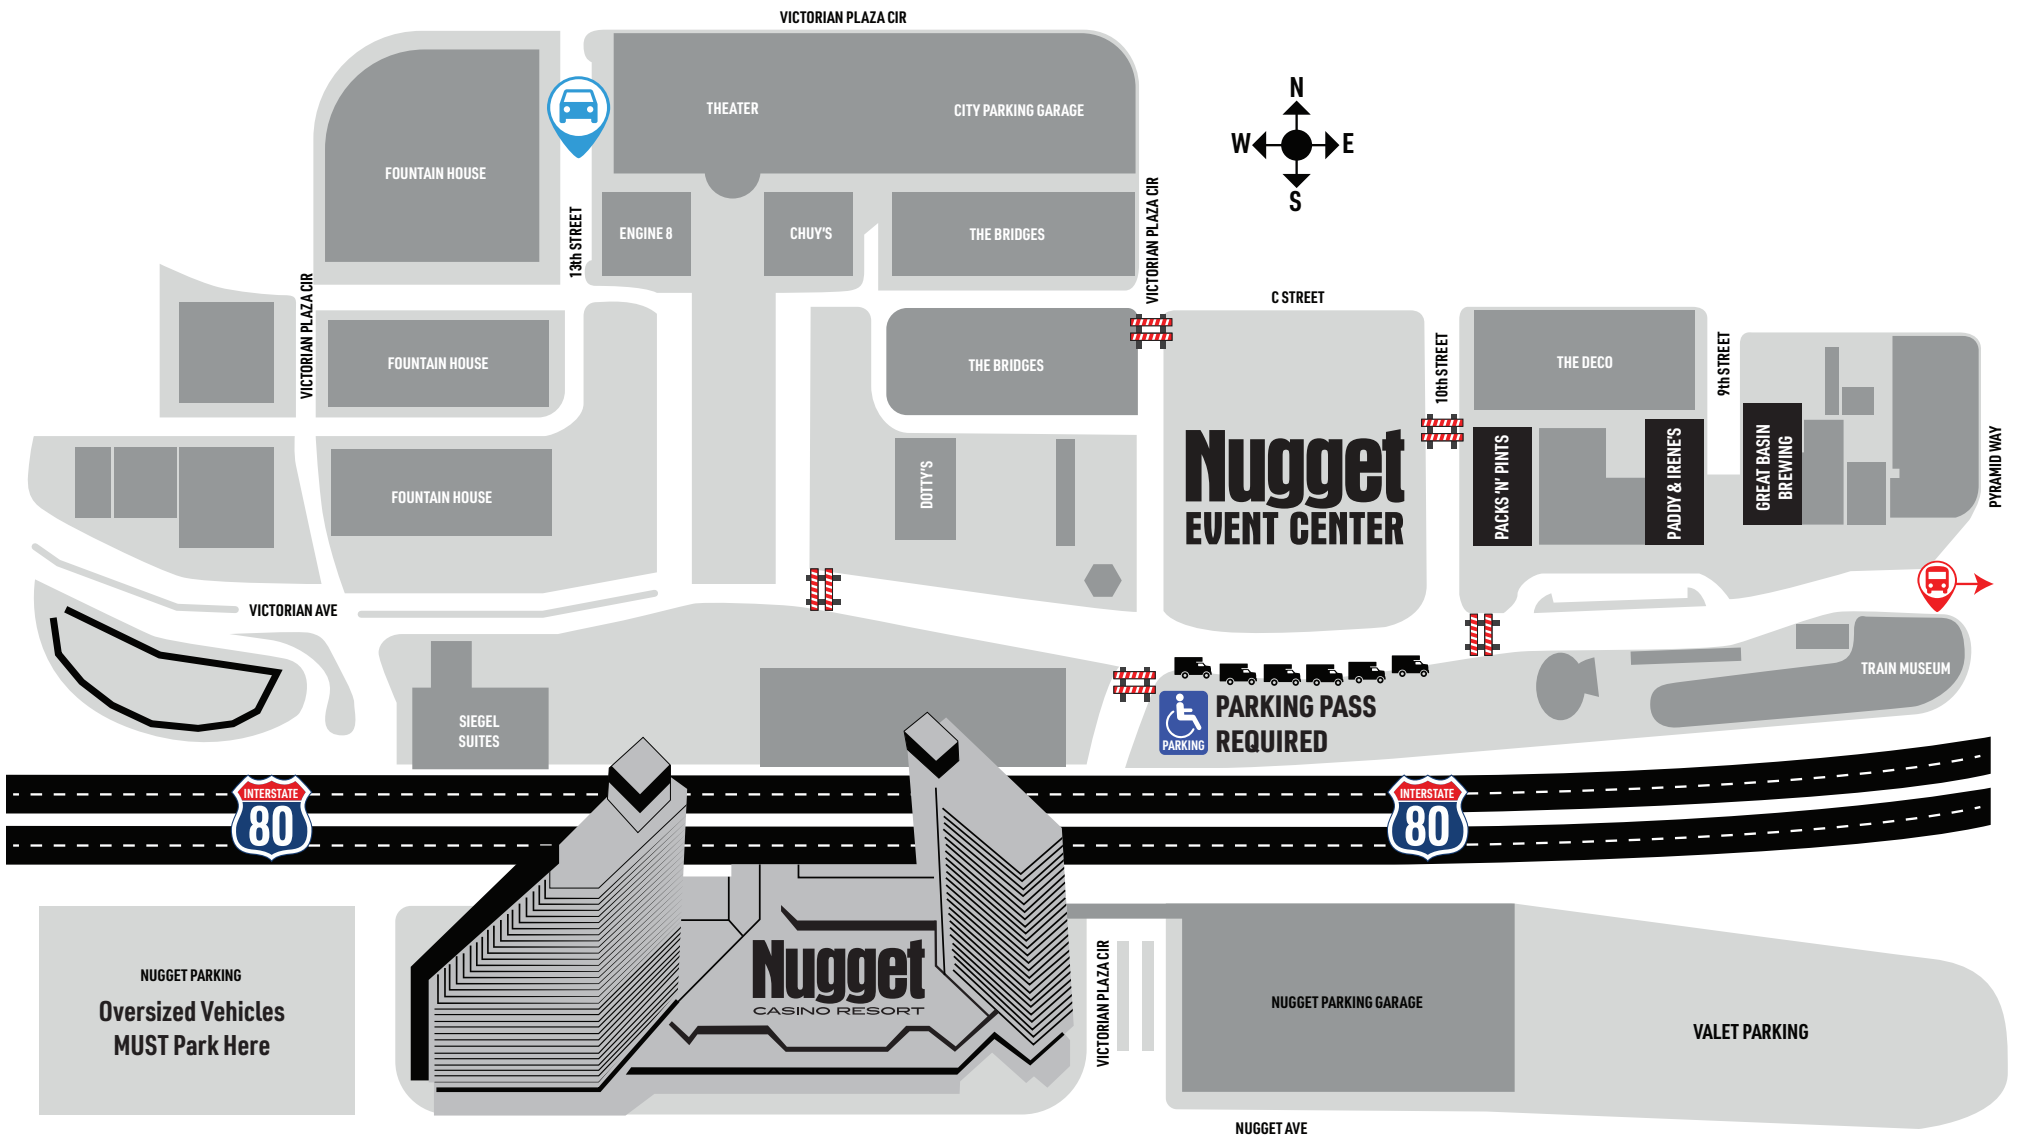 VICTORIAN PLAZA CIR
N
W
E
S
THEATER
CITY PARKING GARAGE
FOUNTAIN HOUSE
13th STREET
ENGINE 8
CHUY'S
THE BRIDGES
VICTORIAN PLAZA CIR
C STREET
VICTORIAN PLAZA CIR
FOUNTAIN HOUSE
THE BRIDGES
10th STREET
THE DECO
9th STREET
FOUNTAIN HOUSE
DOTTY'S
Nugget
EVENT CENTER
PACKS 'N' PINTS
PADDY & IRENE'S
GREAT BASIN
BREWING
PYRAMID WAY
VICTORIAN AVE
TRAIN MUSEUM
SIEGEL
SUITES
PARKING
PARKING PASS
REQUIRED
INTERSTATE
80
INTERSTATE
80
NUGGET PARKING
Oversized Vehicles
MUST Park Here
Nugget
CASINO RESORT
VICTORIAN PLAZA CIR
NUGGET PARKING GARAGE
VALET PARKING
NUGGET AVE